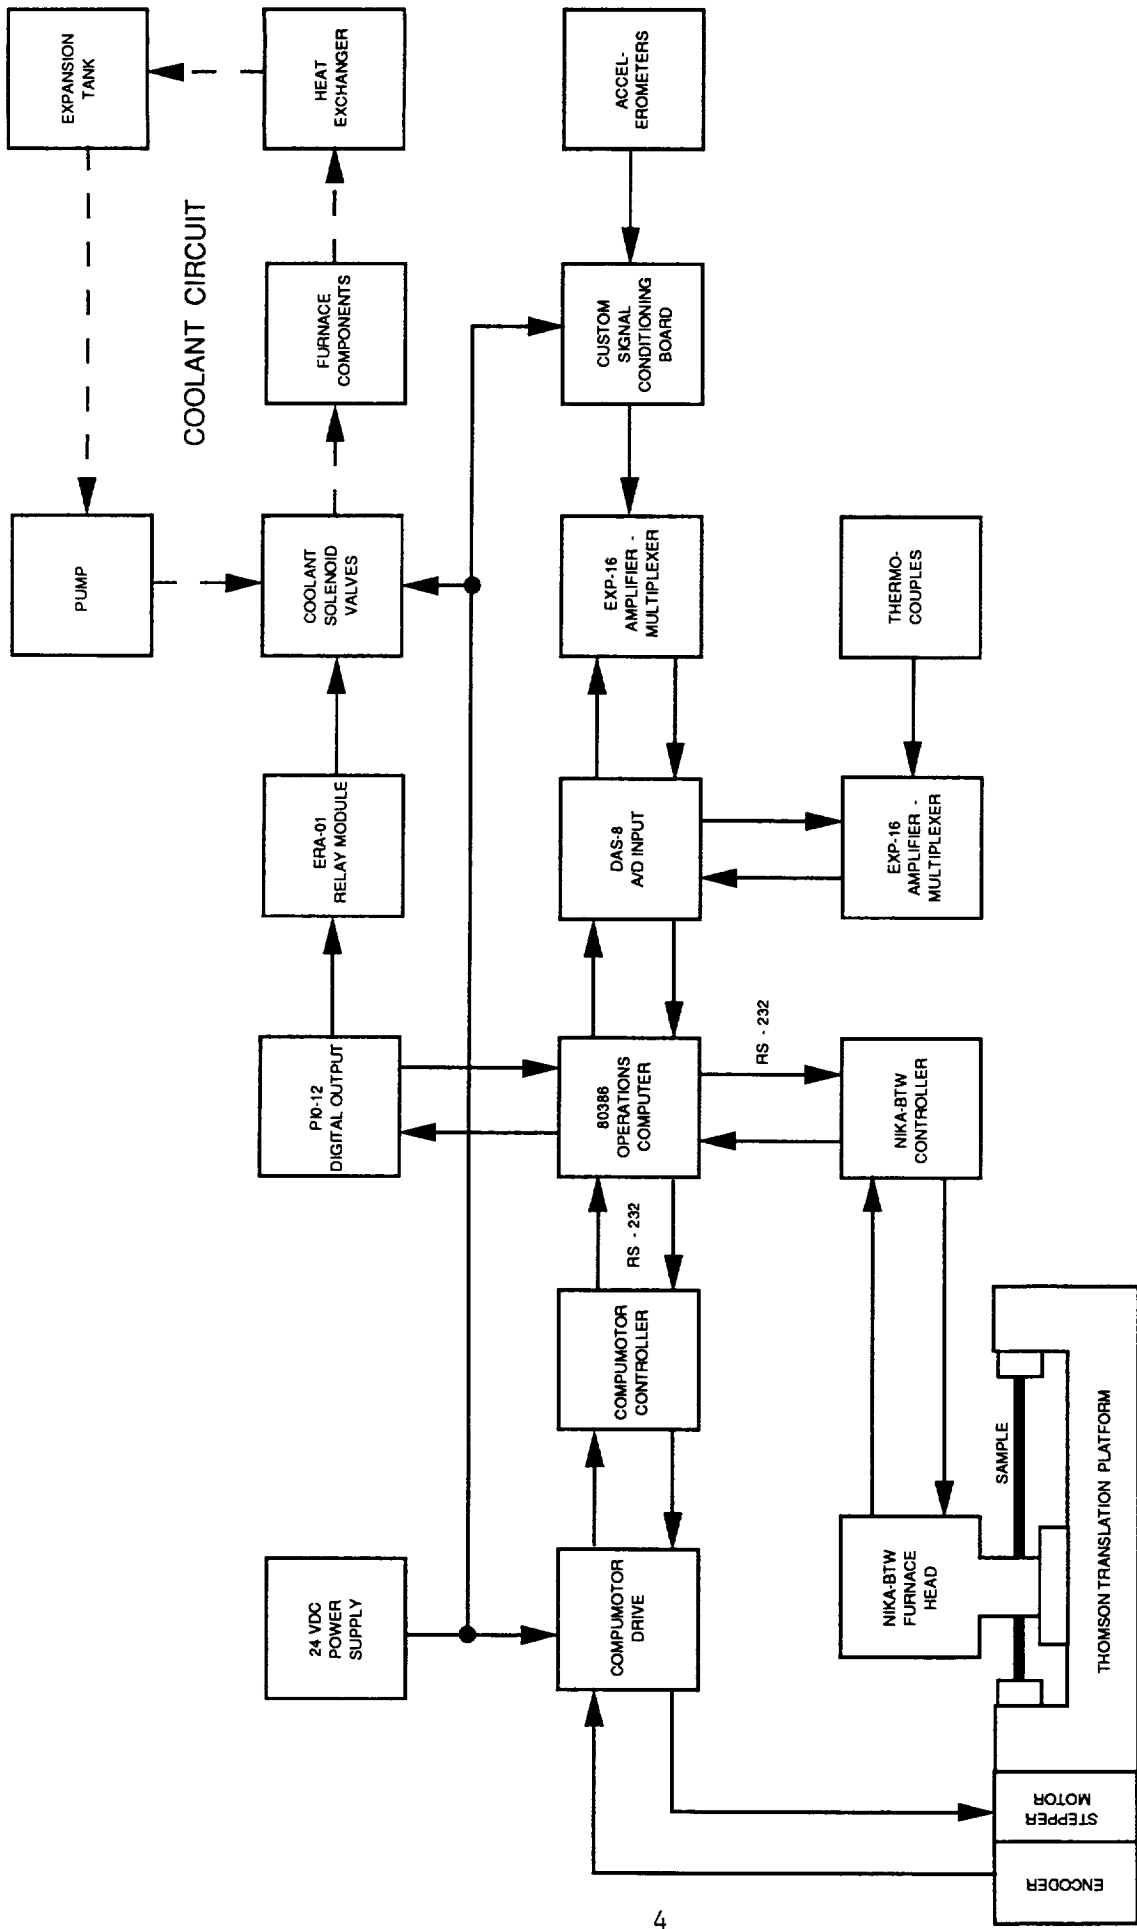 EXPANSION
TANK
HEAT
EXCHANGER
ACCEL-
EROMETERS
COOLANT CIRCUIT
FURNACE
COMPONENTS
CUSTOM
SIGNAL
CONDITIONING
BOARD
PUMP
COOLANT
SOLENOID
VALVES
EXP-16
AMPLIFIER -
MULTIPLEXER
THERMO-
COUPLES
ERA-01
RELAY MODULE
DAS-8
A/D INPUT
EXP-16
AMPLIFIER -
MULTIPLEXER
PI0-12
DIGITAL OUTPUT
80386
OPERATIONS
COMPUTER
RS - 232
NIKA-BTW
CONTROLLER
RS - 232
COMPUMOTOR
CONTROLLER
24 VDC
POWER
SUPPLY
COMPUMOTOR
DRIVE
NIKA-BTW
FURNACE
HEAD
SAMPLE
THOMSON TRANSLATION PLATFORM
STEPPER
MOTOR
ENCODER
4